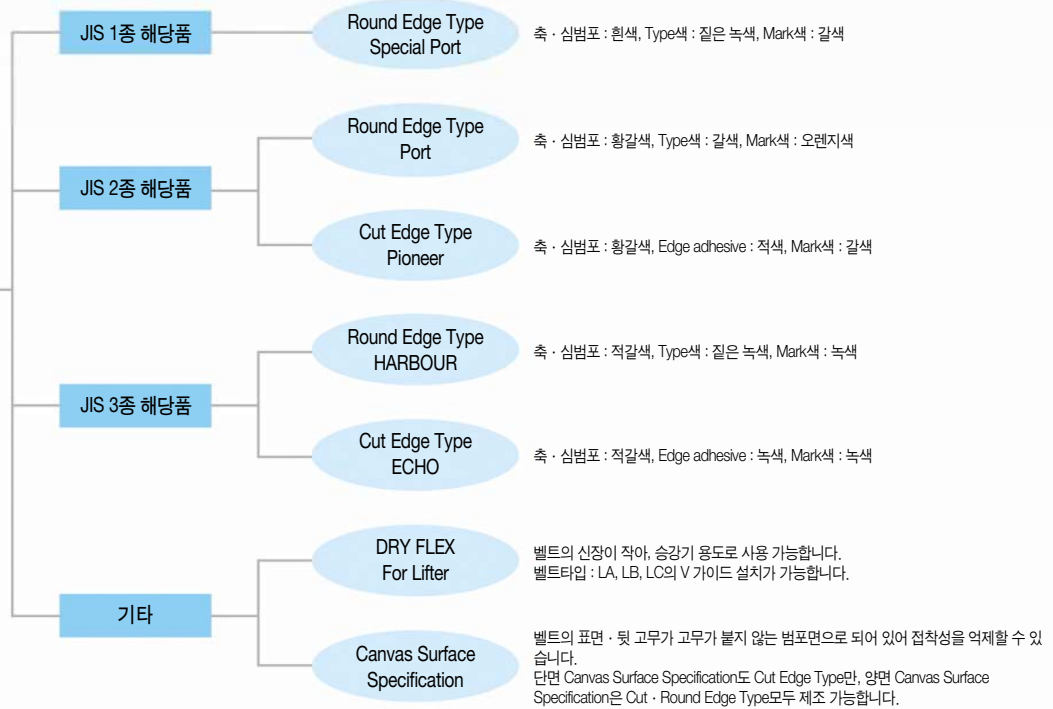 JIS 1종 해당품
Round Edge Type
Special Port
축 · 심범포 : 흰색, Type색 : 짙은 녹색, Mark색 : 갈색
JIS 2종 해당품
Round Edge Type
Port
축 · 심범포 : 황갈색, Type색 : 갈색, Mark색 : 오렌지색
Cut Edge Type
Pioneer
축 · 심범포 : 황갈색, Edge adhesive : 적색, Mark색 : 갈색
JIS 3종 해당품
Round Edge Type
HARBOUR
축 · 심범포 : 적갈색, Type색 : 짙은 녹색, Mark색 : 녹색
Cut Edge Type
ECHO
축 · 심범포 : 적갈색, Edge adhesive : 녹색, Mark색 : 녹색
기타
DRY FLEX
For Lifter
벨트의 신장이 작아, 승강기 용도로 사용 가능합니다.
벨트타입 : LA, LB, LC의 V 가이드 설치가 가능합니다.
Canvas Surface
Specification
벨트의 표면 · 뒷 고무가 고무가 붙지 않는 범포면으로 되어 있어 접착성을 억제할 수 있
습니다.
단면 Canvas Surface Specification도 Cut Edge Type만, 양면 Canvas Surface
Specification은 Cut · Round Edge Type모두 제조 가능합니다.